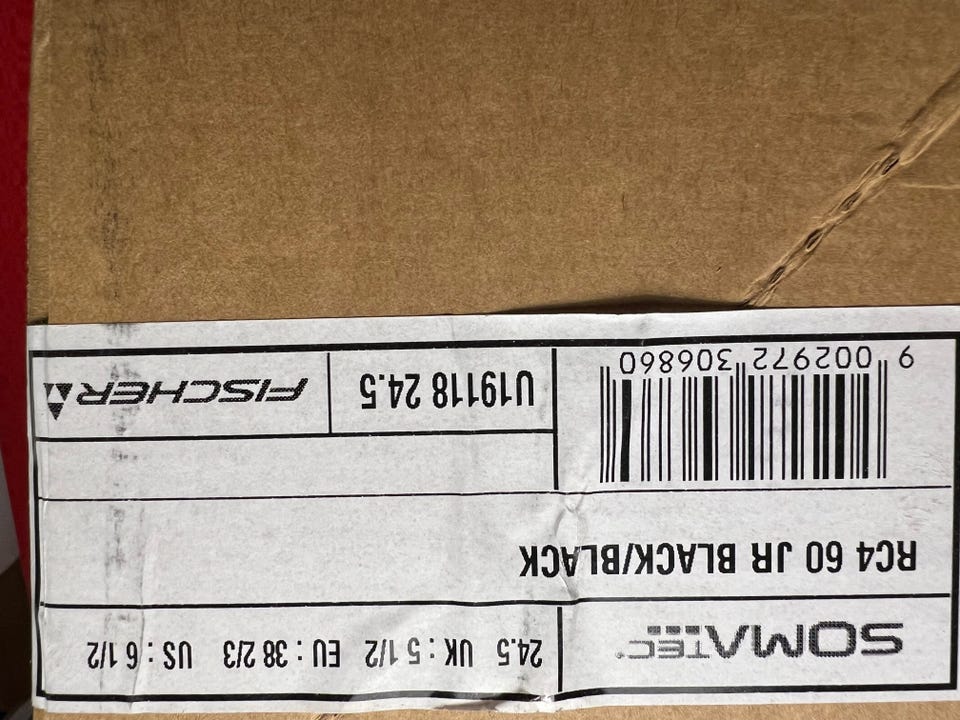 SOMATEC
24.5 UK : 5 1/2 EU : 38 2/3 US : 6 1/2
RC4 60 JR BLACK/BLACK
9 002972 306860
U19118 24.5
FISCHER